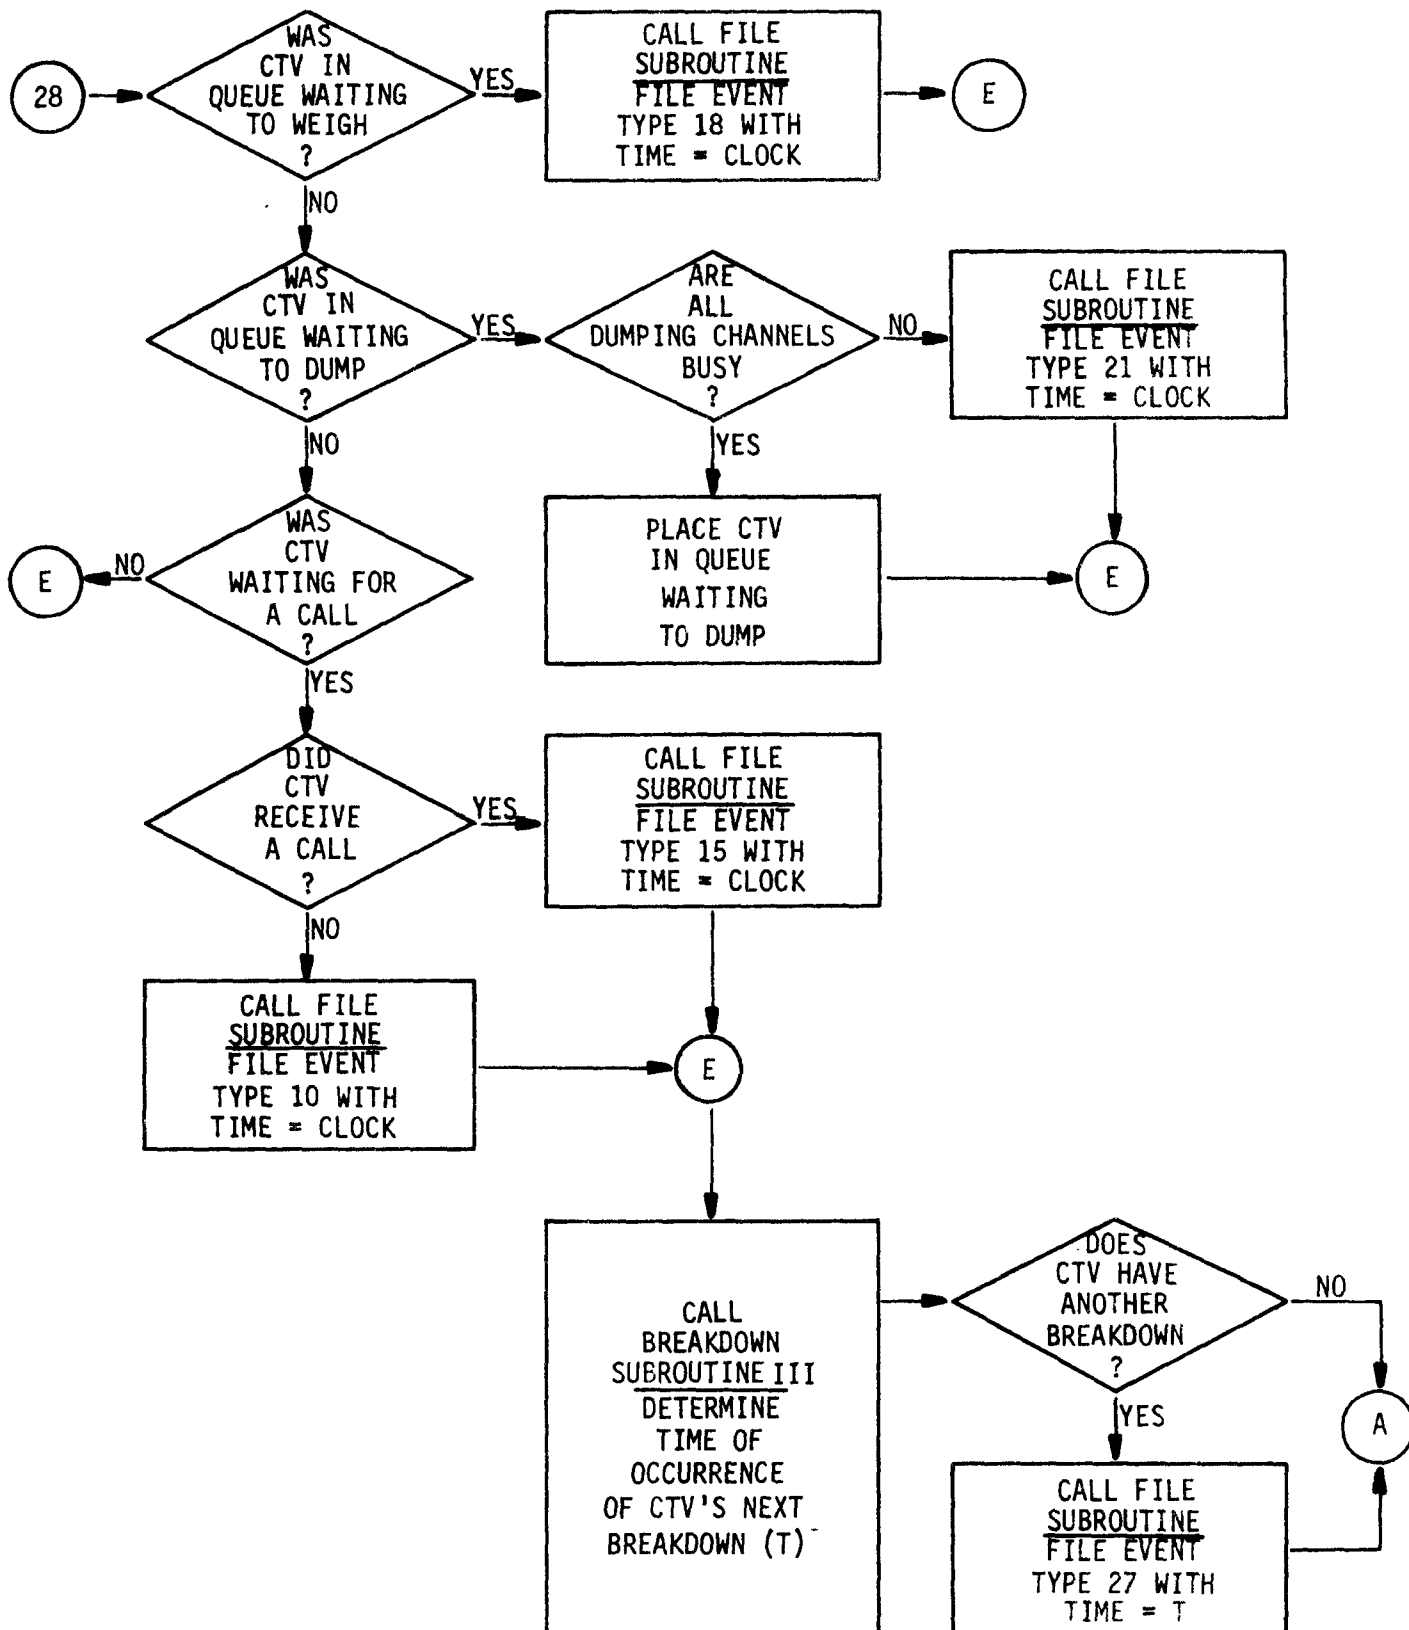 28
WAS
CTV IN
QUEUE WAITING
TO WEIGH
?
YES
CALL FILE
SUBROUTINE
FILE EVENT
TYPE 18 WITH
TIME = CLOCK
E
NO
WAS
CTV IN
QUEUE WAITING
TO DUMP
?
YES
ARE
ALL
DUMPING CHANNELS
BUSY
?
NO
CALL FILE
SUBROUTINE
FILE EVENT
TYPE 21 WITH
TIME = CLOCK
NO
YES
E
NO
WAS
CTV
WAITING FOR
A CALL
?
PLACE CTV
IN QUEUE
WAITING
TO DUMP
E
YES
DID
CTV
RECEIVE
A CALL
?
YES
CALL FILE
SUBROUTINE
FILE EVENT
TYPE 15 WITH
TIME = CLOCK
NO
CALL FILE
SUBROUTINE
FILE EVENT
TYPE 10 WITH
TIME = CLOCK
E
CALL
BREAKDOWN
SUBROUTINE III
DETERMINE
TIME OF
OCCURRENCE
OF CTV'S NEXT
BREAKDOWN (T)
DOES
CTV HAVE
ANOTHER
BREAKDOWN
?
NO
A
YES
CALL FILE
SUBROUTINE
FILE EVENT
TYPE 27 WITH
TIME = T